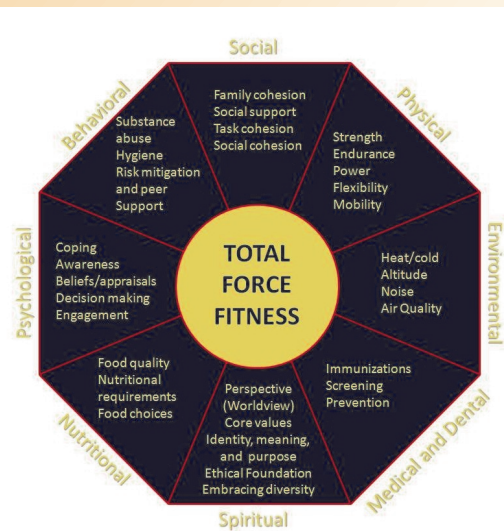 Social
Family cohesion
Social support
Task cohesion
Social cohesion
Physical
Strength
Endurance
Power
Flexibility
Mobility
Environmental
Heat/cold
Altitude
Noise
Air Quality
Medical and Dental
Immunizations
Screening
Prevention
Spiritual
Perspective
(Worldview)
Core values
Identity, meaning,
and purpose
Ethical Foundation
Embracing diversity
Nutritional
Food quality
Nutritional
requirements
Food choices
Psychological
Coping
Awareness
Beliefs/appraisals
Decision making
Engagement
Behavioral
Substance
abuse
Hygiene
Risk mitigation
and peer
Support
TOTAL
FORCE
FITNESS